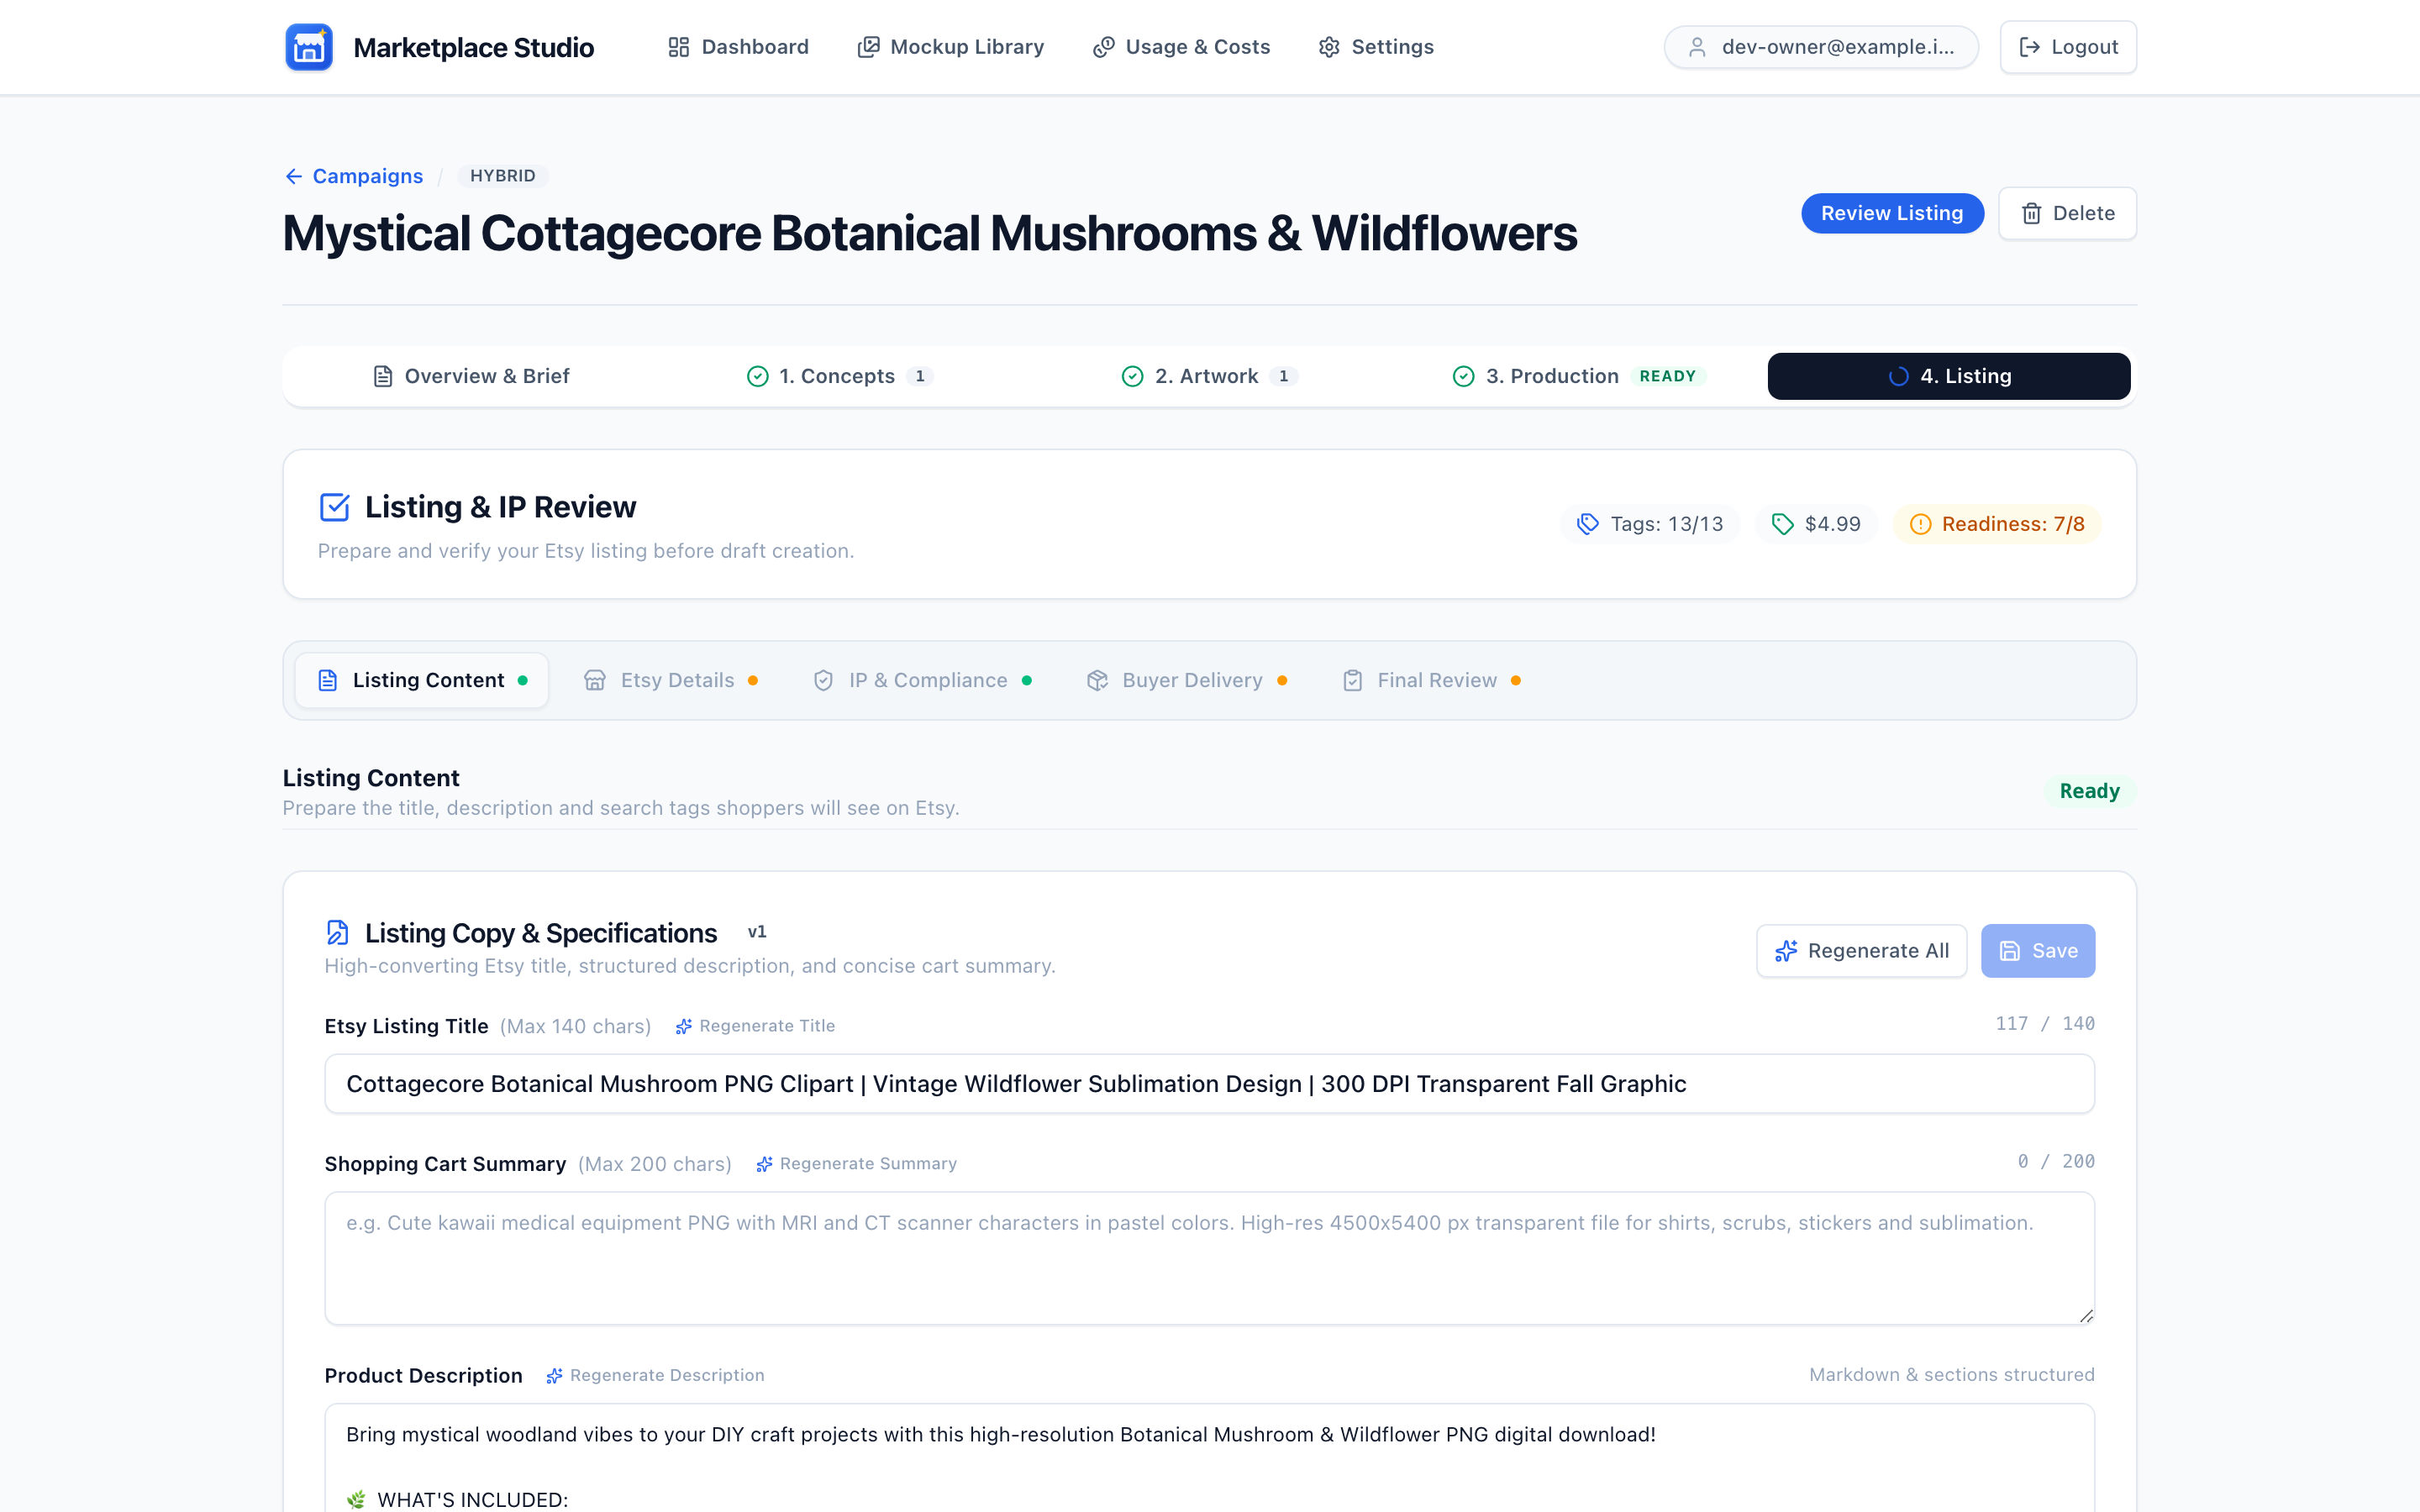 Marketplace Studio
Dashboard
Mockup Library
Usage & Costs
Settings
dev-owner@example.i...
Logout
Campaigns / HYBRID
Mystical Cottagecore Botanical Mushrooms & Wildflowers
Review Listing
Delete
Overview & Brief
1. Concepts 1
2. Artwork 1
3. Production READY
4. Listing
Listing & IP Review
Prepare and verify your Etsy listing before draft creation.
Tags: 13/13
$4.99
Readiness: 7/8
Listing Content
Etsy Details
IP & Compliance
Buyer Delivery
Final Review
Listing Content
Prepare the title, description and search tags shoppers will see on Etsy.
Ready
Listing Copy & Specifications v1
High-converting Etsy title, structured description, and concise cart summary.
Regenerate All
Save
Etsy Listing Title (Max 140 chars) Regenerate Title 117 / 140
Cottagecore Botanical Mushroom PNG Clipart | Vintage Wildflower Sublimation Design | 300 DPI Transparent Fall Graphic
Shopping Cart Summary (Max 200 chars) Regenerate Summary 0 / 200
e.g. Cute kawaii medical equipment PNG with MRI and CT scanner characters in pastel colors. High-res 4500x5400 px transparent file for shirts, scrubs, stickers and sublimation.
Product Description Regenerate Description Markdown & sections structured
Bring mystical woodland vibes to your DIY craft projects with this high-resolution Botanical Mushroom & Wildflower PNG digital download!
🌿 WHAT'S INCLUDED: